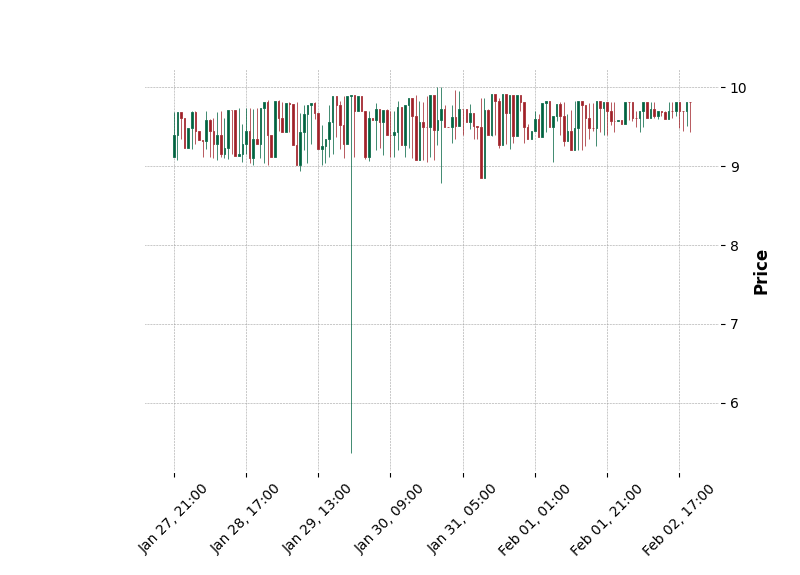 10
9
8
7
6
Price
Jan 27, 21:00
Jan 28, 17:00
Jan 29, 13:00
Jan 30, 09:00
Jan 31, 05:00
Feb 01, 01:00
Feb 01, 21:00
Feb 02, 17:00